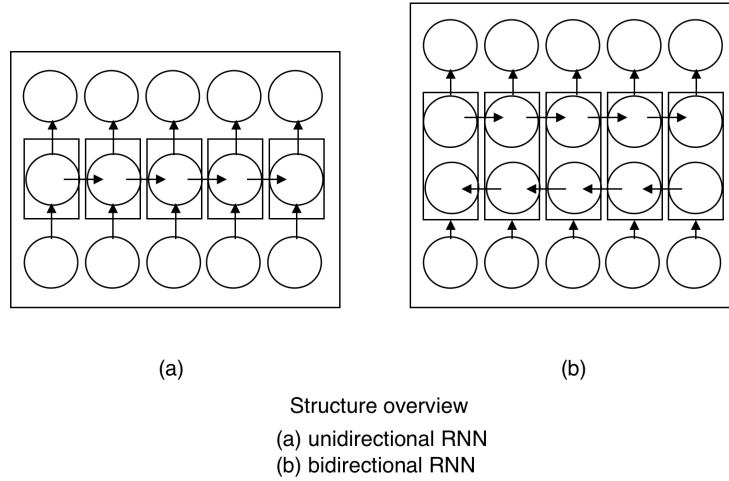 (a)
(b)
Structure overview
(a) unidirectional RNN
(b) bidirectional RNN